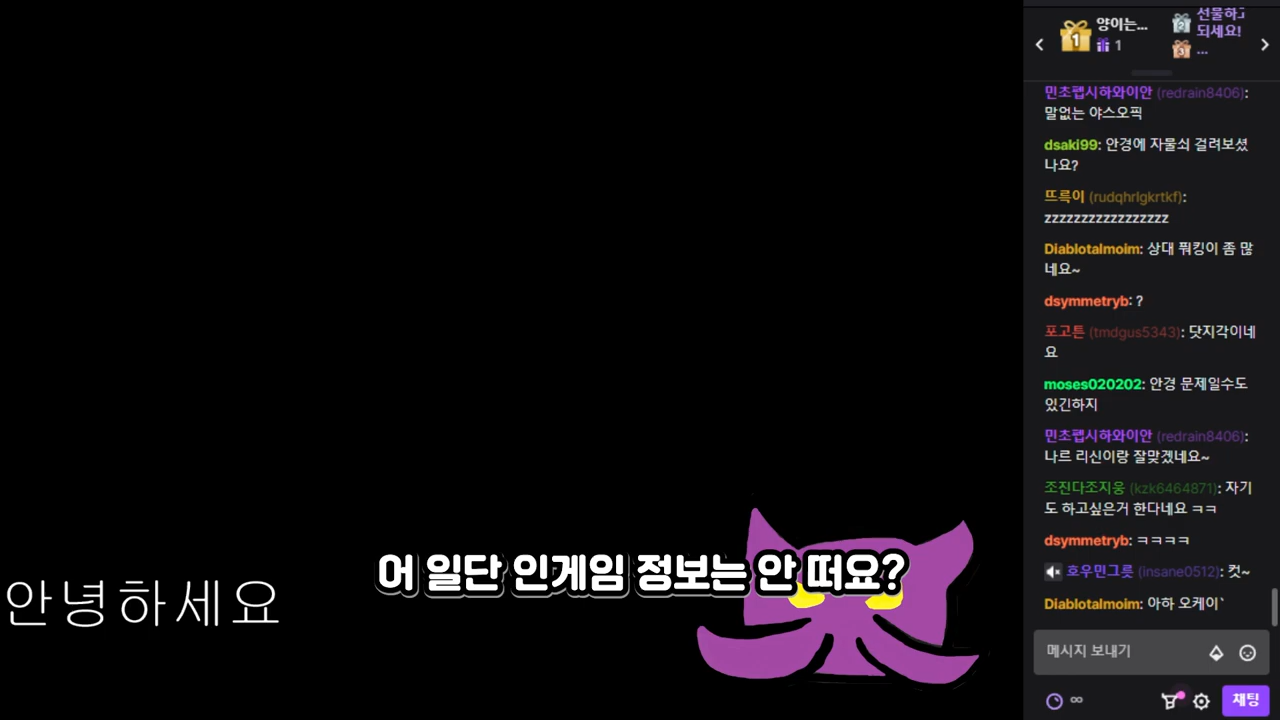 양이는...
1
1
선물하고
되세요!
2
3
...
민초펩시하와이안 (redrain8406):
말없는 야스오픽
dsaki99: 안경에 자물쇠 걸려보셨
나요?
뜨륵이 (rudqhrlgkrtkf):
zzzzzzzzzzzzzzzzz
Diablotalmoim: 상대 풔킹이 좀 많
네요~
dsymmetryb: ?
포고튼 (tmdgus5343): 닷지각이네
요
moses020202: 안경 문제일수도
있긴하지
민초펩시하와이안 (redrain8406):
나르 리신이랑 잘맞겠네요~
조진다조지웅 (kzk6464871): 자기
도 하고싶은거 한다네요 ㅋㅋ
dsymmetryb: ㅋㅋㅋㅋ
호우민그릇 (insane0512): 컷~
Diablotalmoim: 아하 오케이`
어 일단 인게임 정보는 안 떠요?
안녕하세요
메시지 보내기
∞
채팅